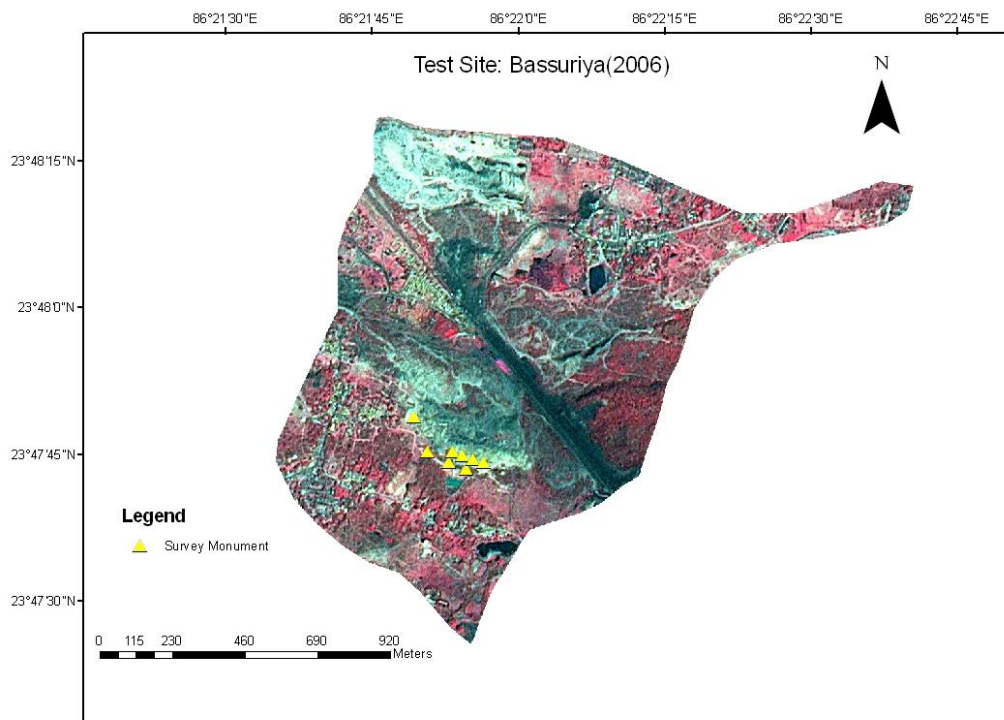 86°21'30"E 86°21'45"E 86°22'0"E 86°22'15"E 86°22'30"E 86°22'45"E
Test Site: Bassuriya(2006)
N
23°48'15"N
23°48'0"N
23°47'45"N
Legend
Survey Monument
23°47'30"N
0 115 230 460 690 920
Meters